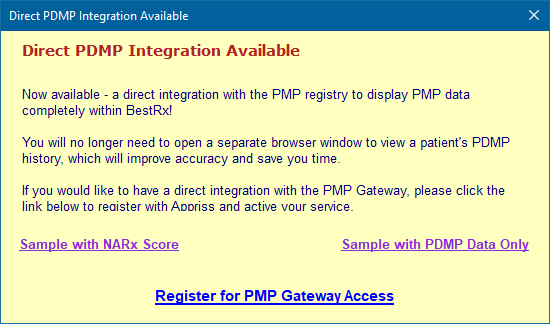 Direct PDMP Integration Available
Direct PDMP Integration Available
Now available - a direct integration with the PMP registry to display PMP data
completely within BestRx!
You will no longer need to open a separate browser window to view a patient's PDMP
history, which will improve accuracy and save you time.
If you would like to have a direct integration with the PMP Gateway, please click the
link below to register with Appriss and active your service.
Sample with NARx Score
Sample with PDMP Data Only
Register for PMP Gateway Access